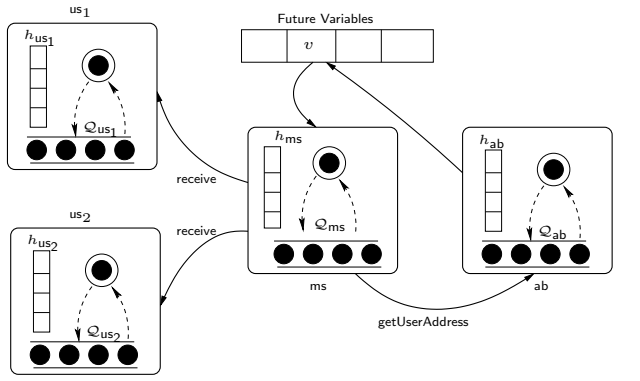 us1
Future Variables
hus1
v
Qus1
hms
hab
receive
Qms
Qab
us2
receive
hus2
ms
ab
getUserAddress
Qus2